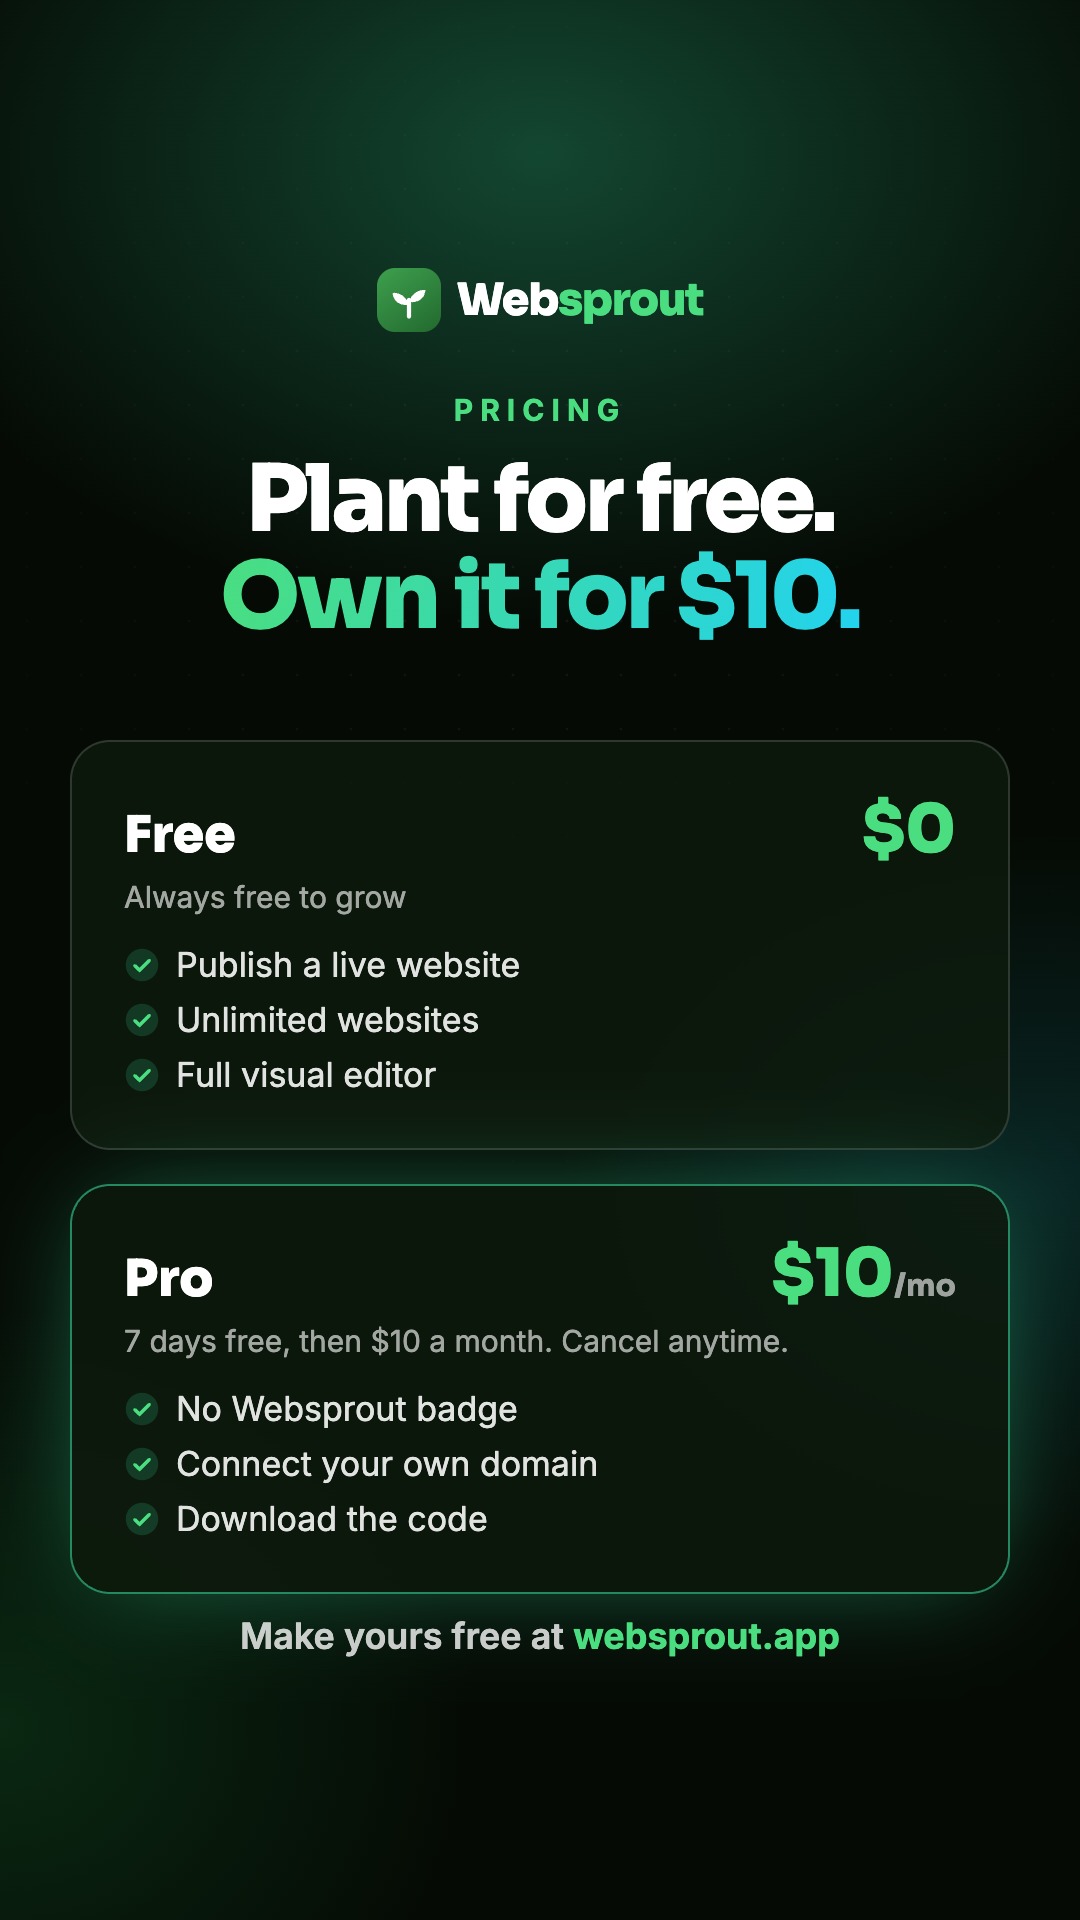 Websprout
PRICING
Plant for free.
Own it for $10.
Free
$0
Always free to grow
Publish a live website
Unlimited websites
Full visual editor
Pro
$10/mo
7 days free, then $10 a month. Cancel anytime.
No Websprout badge
Connect your own domain
Download the code
Make yours free at websprout.app